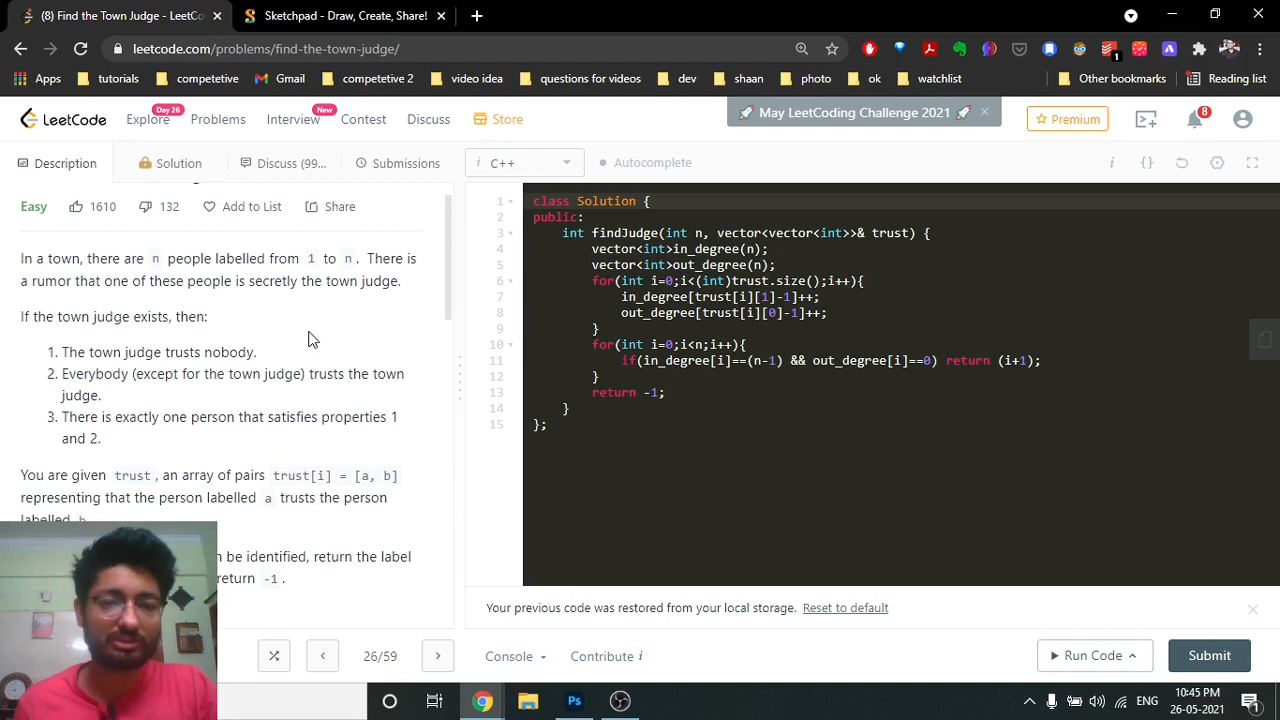 (8) Find the Town Judge - LeetCo
Sketchpad - Draw, Create, Share!
leetcode.com/problems/find-the-town-judge/
1
Apps tutorials competetive Gmail competetive 2 video idea questions for videos dev shaan photo ok watchlist Other bookmarks Reading list
LeetCode Explore Day 26 Problems Interview New Contest Discuss Store
🚀 May LeetCoding Challenge 2021 🚀
Premium
8
Description Solution Discuss (99... Submissions
i C++ Autocomplete
Easy 1610 132 Add to List Share
In a town, there are n people labelled from 1 to n. There is
a rumor that one of these people is secretly the town judge.
If the town judge exists, then:
1. The town judge trusts nobody.
2. Everybody (except for the town judge) trusts the town
judge.
3. There is exactly one person that satisfies properties 1
and 2.
You are given trust, an array of pairs trust[i] = [a, b]
representing that the person labelled a trusts the person
labelled b
n be identified, return the label
return -1.
1 class Solution {
2 public:
3 int findJudge(int n, vector<vector<int>>& trust) {
4 vector<int>in_degree(n);
5 vector<int>out_degree(n);
6 for(int i=0;i<(int)trust.size();i++){
7 in_degree[trust[i][1]-1]++;
8 out_degree[trust[i][0]-1]++;
9 }
10 for(int i=0;i<n;i++){
11 if(in_degree[i]==(n-1) && out_degree[i]==0) return (i+1);
12 }
13 return -1;
14 }
15 };
Your previous code was restored from your local storage. Reset to default
26/59
Console Contribute i
Run Code Submit
Ps
ENG
10:45 PM
26-05-2021
1